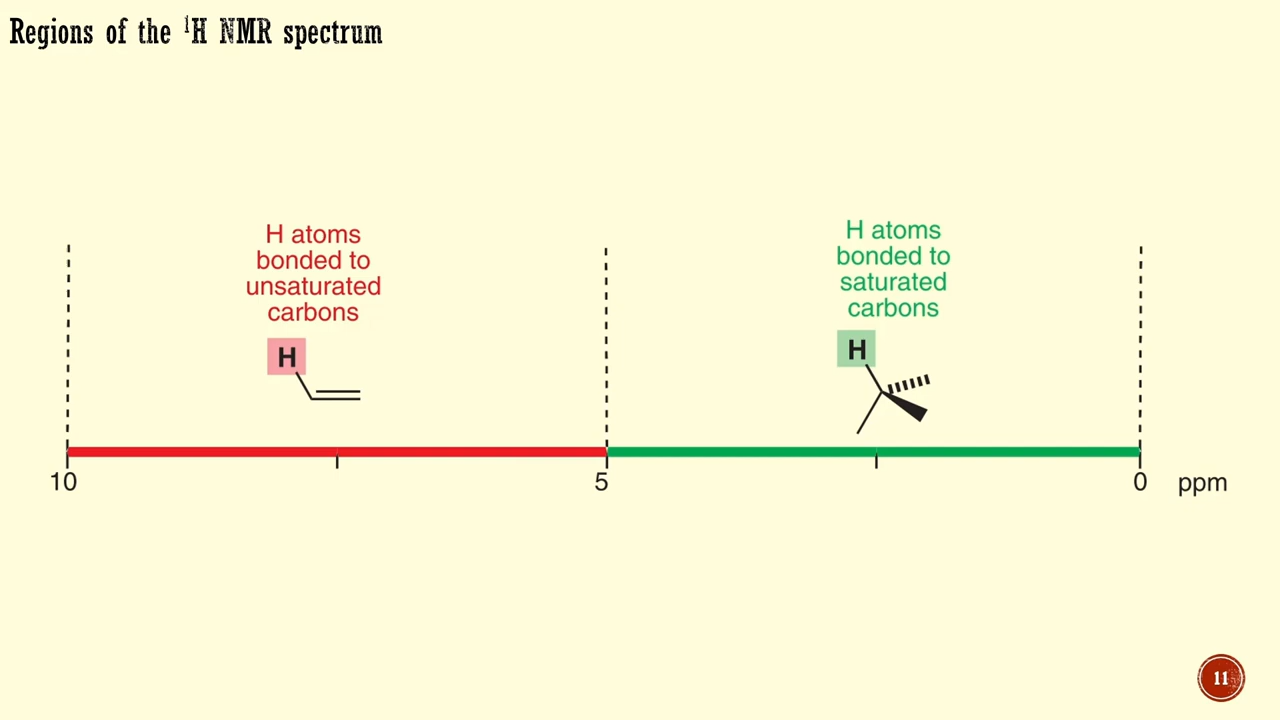 Regions of the ¹H NMR spectrum
H atoms
bonded to
unsaturated
carbons
H
H atoms
bonded to
saturated
carbons
H
10
5
0
ppm
11